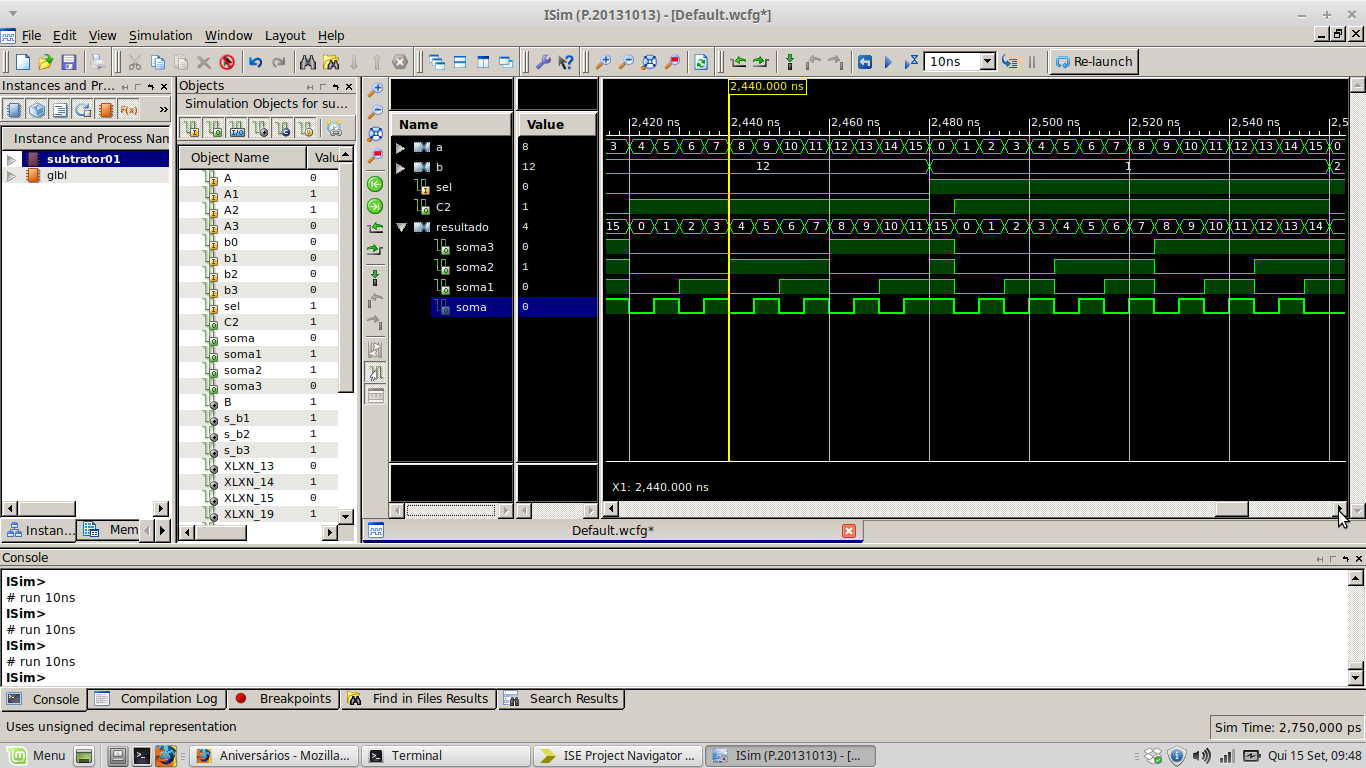 ISim (P.20131013) - [Default.wcfg*]
File Edit View Simulation Window Layout Help
10ns
Re-launch
Instances and Pr...
Instance and Process Nam
subtrator01
glbl
Instan...
Mem
Objects
Simulation Objects for su...
Object Name Valu
A 0
A1 1
A2 1
A3 0
b0 0
b1 1
b2 0
b3 0
sel 1
C2 1
soma 0
soma1 1
soma2 1
soma3 0
B 1
s_b1 1
s_b2 1
s_b3 1
XLXN_13 0
XLXN_14 1
XLXN_15 0
XLXN_19 1
Name Value
a 8
b 12
sel 0
C2 1
resultado 4
soma3 0
soma2 1
soma1 0
soma 0
2,440.000 ns
2,420 ns 2,440 ns 2,460 ns 2,480 ns 2,500 ns 2,520 ns 2,540 ns 2,5
3 4 5 6 7 8 9 10 11 12 13 14 15 0 1 2 3 4 5 6 7 8 9 10 11 12 13 14 15 0
12 1 2
15 0 1 2 3 4 5 6 7 8 9 10 11 15 0 1 2 3 4 5 6 7 8 9 10 11 12 13 14
X1: 2,440.000 ns
Default.wcfg*
Console
ISim>
# run 10ns
ISim>
# run 10ns
ISim>
# run 10ns
ISim>
Console Compilation Log Breakpoints Find in Files Results Search Results
Uses unsigned decimal representation
Sim Time: 2,750,000 ps
Menu
Aniversários - Mozilla...
Terminal
ISE Project Navigator ...
ISim (P.20131013) - [...
Qui 15 Set, 09:48